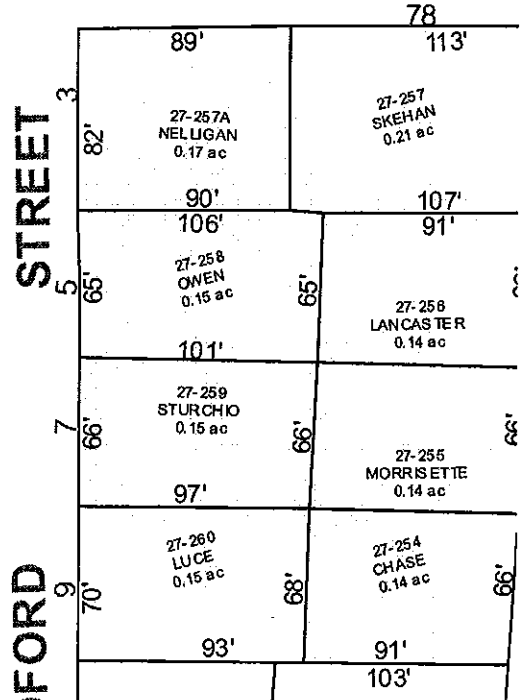 78
89'
113'
3
82'
27-257A
NELLIGAN
0.17 ac
27-257
SKEHAN
0.21 ac
STREET
90'
107'
106'
91'
5
65'
27-258
OWEN
0.15 ac
65'
27-256
LANCASTER
0.14 ac
101'
7
66'
27-259
STURCHIO
0.15 ac
66'
27-255
MORRISETTE
0.14 ac
66'
97'
9
70'
27-260
LUCE
0.15 ac
68'
27-254
CHASE
0.14 ac
66'
FORD
93'
91'
103'